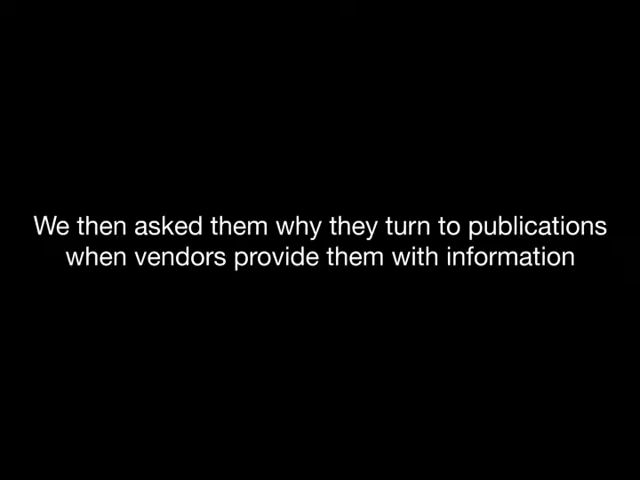 We then asked them why they turn to publications
when vendors provide them with information